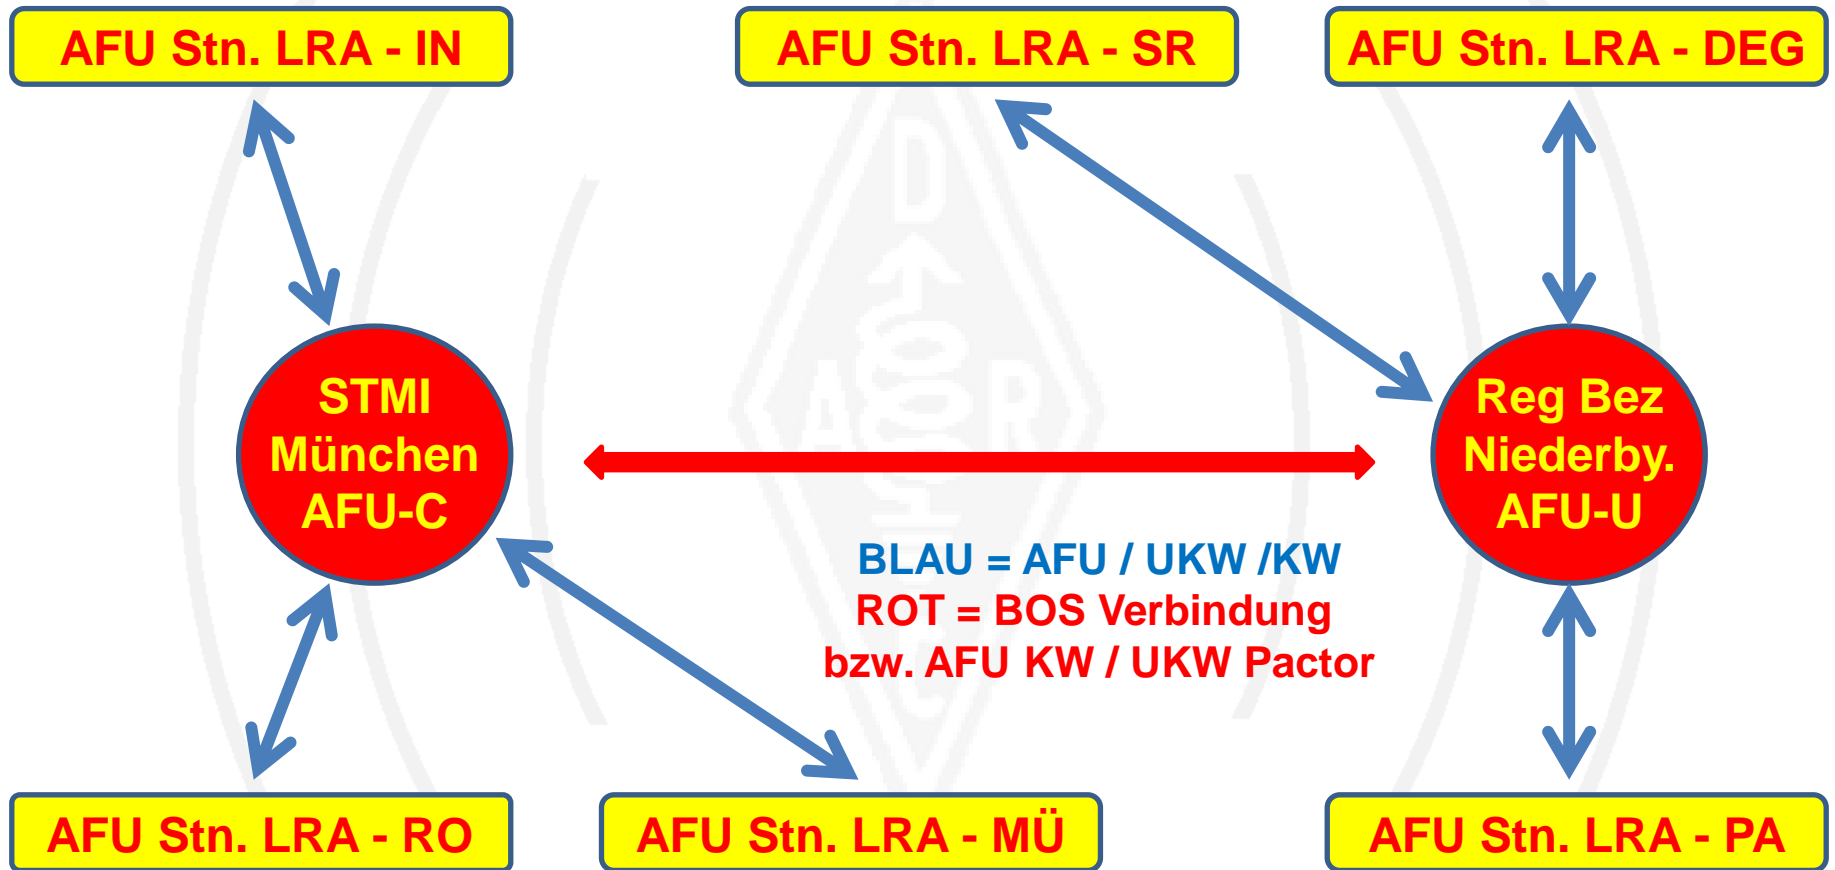 AFU Stn. LRA - IN
AFU Stn. LRA - SR
AFU Stn. LRA - DEG
STMI
München
AFU-C
Reg Bez
Niederby.
AFU-U
BLAU = AFU / UKW /KW
ROT = BOS Verbindung
bzw. AFU KW / UKW Pactor
AFU Stn. LRA - RO
AFU Stn. LRA - MÜ
AFU Stn. LRA - PA
D
A R
C